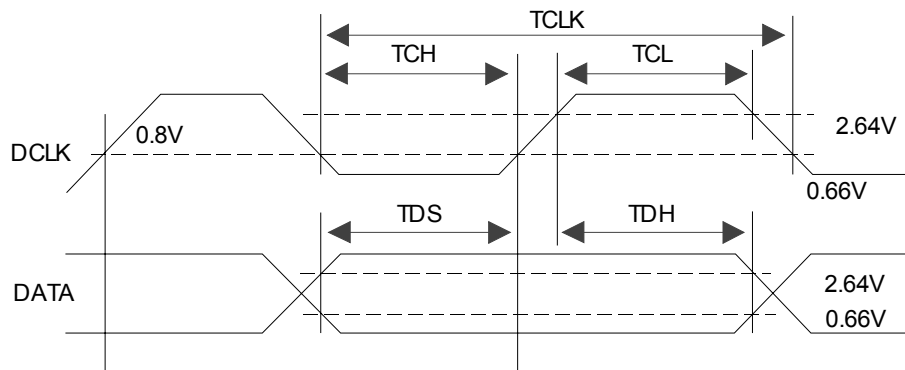 TCLK
TCH
TCL
0.8V
2.64V
DCLK
0.66V
TDS
TDH
2.64V
DATA
0.66V